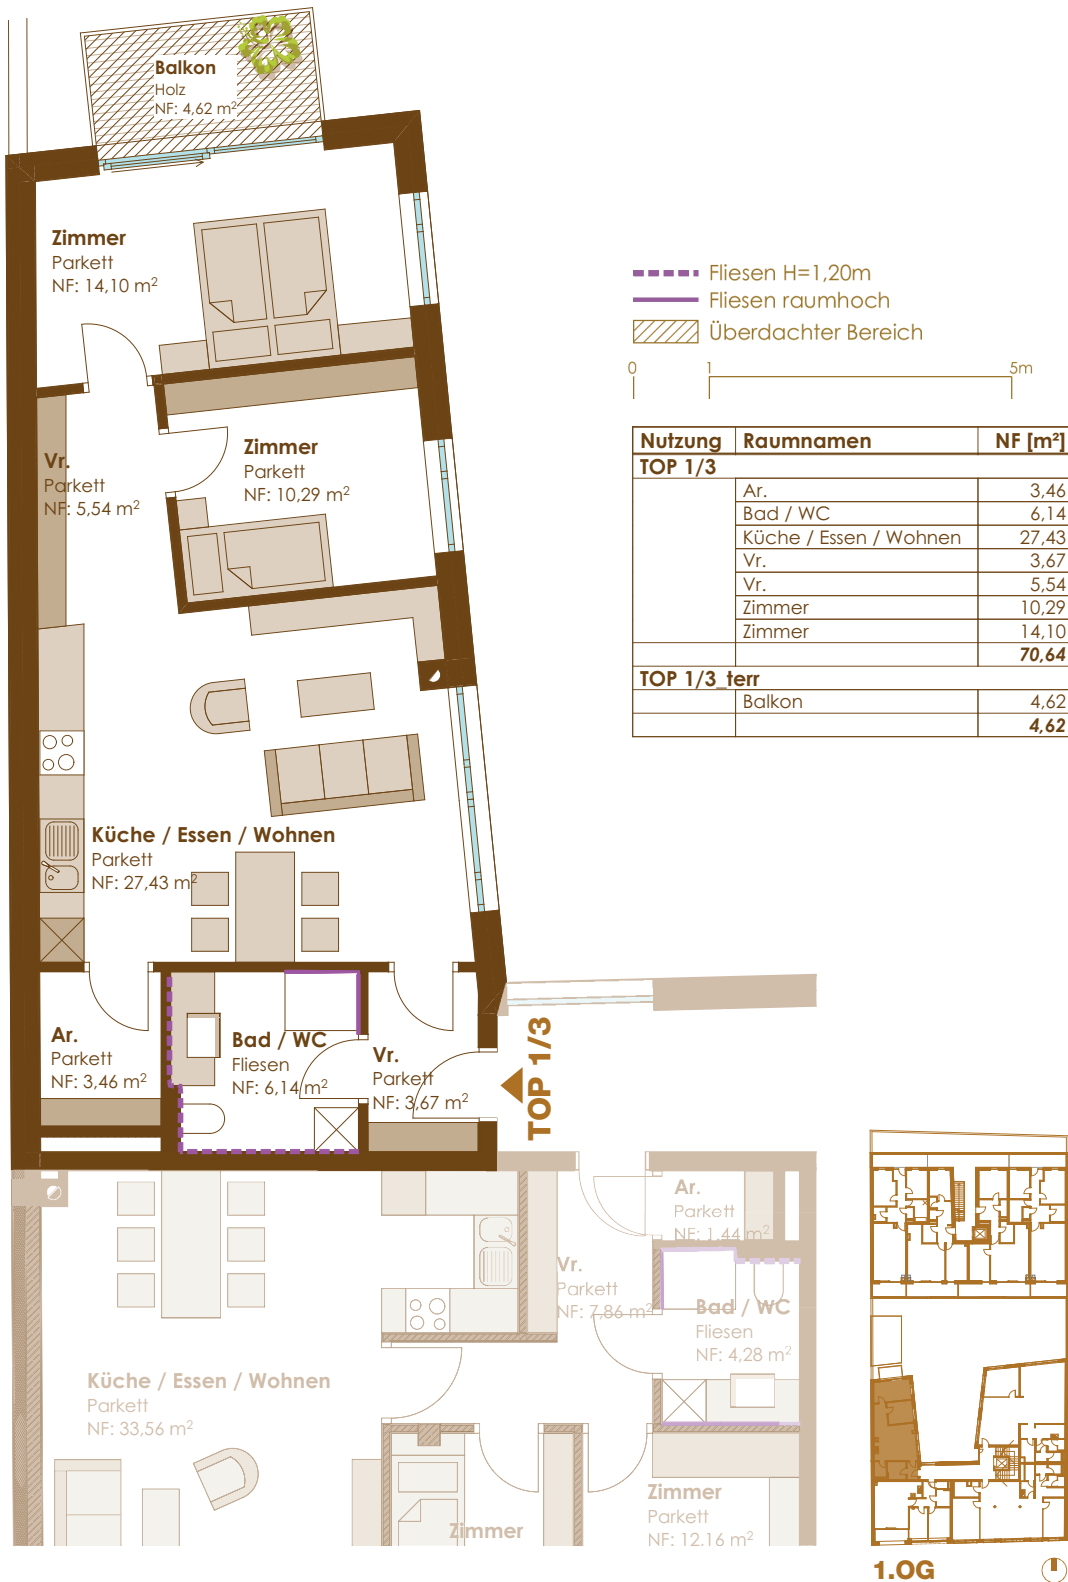 Balkon
Holz
NF: 4,62 m²
Zimmer
Parkett
NF: 14,10 m²
Fliesen H=1,20m
Fliesen raumhoch
Überdachter Bereich
0 1 5m
Nutzung Raumnamen NF [m²]
TOP 1/3
Ar. 3,46
Bad / WC 6,14
Küche / Essen / Wohnen 27,43
Vr. 3,67
Vr. 5,54
Zimmer 10,29
Zimmer 14,10
70,64
TOP 1/3_terr
Balkon 4,62
4,62
Vr.
Parkett
NF: 5,54 m²
Zimmer
Parkett
NF: 10,29 m²
Küche / Essen / Wohnen
Parkett
NF: 27,43 m²
Ar.
Parkett
NF: 3,46 m²
Bad / WC
Fliesen
NF: 6,14 m²
Vr.
Parkett
NF: 3,67 m²
TOP 1/3
Ar.
Parkett
NF: 1,44 m²
Vr.
Parkett
NF: 7,86 m²
Bad / WC
Fliesen
NF: 4,28 m²
Küche / Essen / Wohnen
Parkett
NF: 33,56 m²
Zimmer
Zimmer
Parkett
NF: 12,16 m²
1.OG